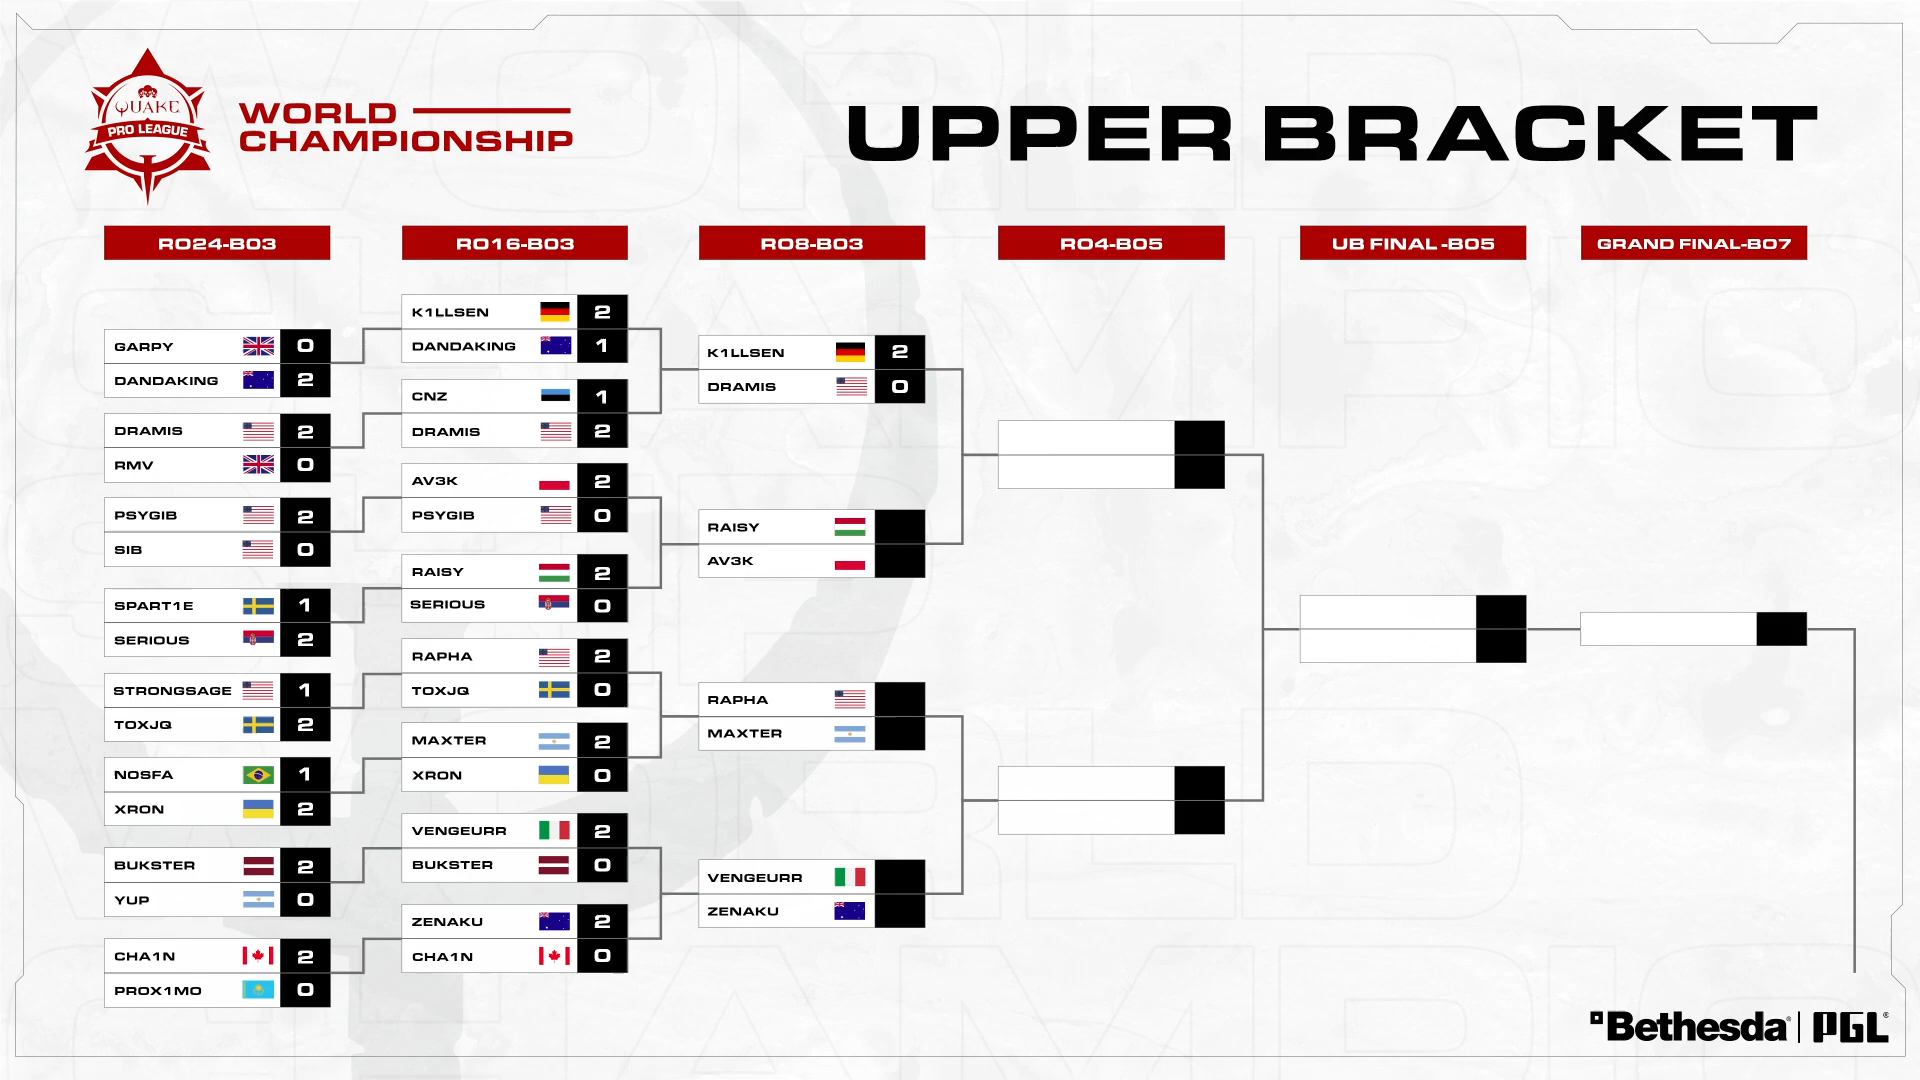 QUAKE
PRO LEAGUE
WORLD
CHAMPIONSHIP
UPPER BRACKET
RO24-BO3
GARPY 0
DANDAKING 2
DRAMIS 2
RMV 0
PSYGIB 2
SIB 0
SPART1E 1
SERIOUS 2
STRONGSAGE 1
TOXJQ 2
NOSFA 1
XRON 2
BUKSTER 2
YUP 0
CHA1N 2
PROX1MO 0
RO16-BO3
K1LLSEN 2
DANDAKING 1
CNZ 1
DRAMIS 2
AV3K 2
PSYGIB 0
RAISY 2
SERIOUS 0
RAPHA 2
TOXJQ 0
MAXTER 2
XRON 0
VENGEURR 2
BUKSTER 0
ZENAKU 2
CHA1N 0
RO8-BO3
K1LLSEN 2
DRAMIS 0
RAISY
AV3K
RAPHA
MAXTER
VENGEURR
ZENAKU
RO4-BO5
UB FINAL -BO5
GRAND FINAL-BO7
Bethesda® | PGL®